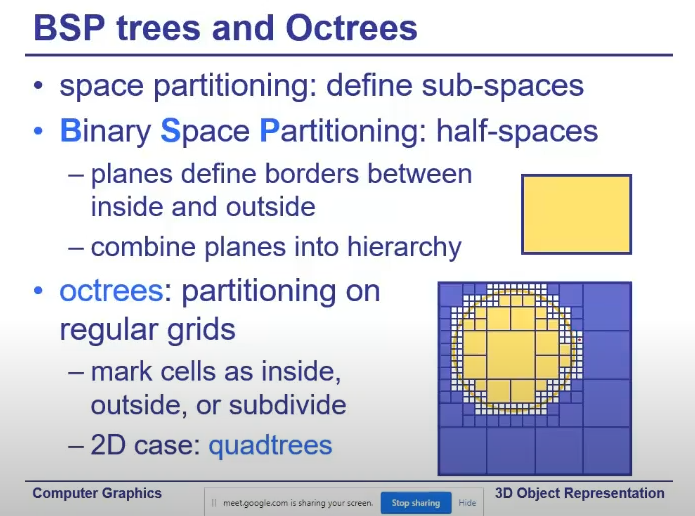 BSP trees and Octrees
• space partitioning: define sub-spaces
• Binary Space Partitioning: half-spaces
– planes define borders between
inside and outside
– combine planes into hierarchy
• octrees: partitioning on
regular grids
– mark cells as inside,
outside, or subdivide
– 2D case: quadtrees
Computer Graphics
meet.google.com is sharing your screen.
Stop sharing
Hide
3D Object Representation